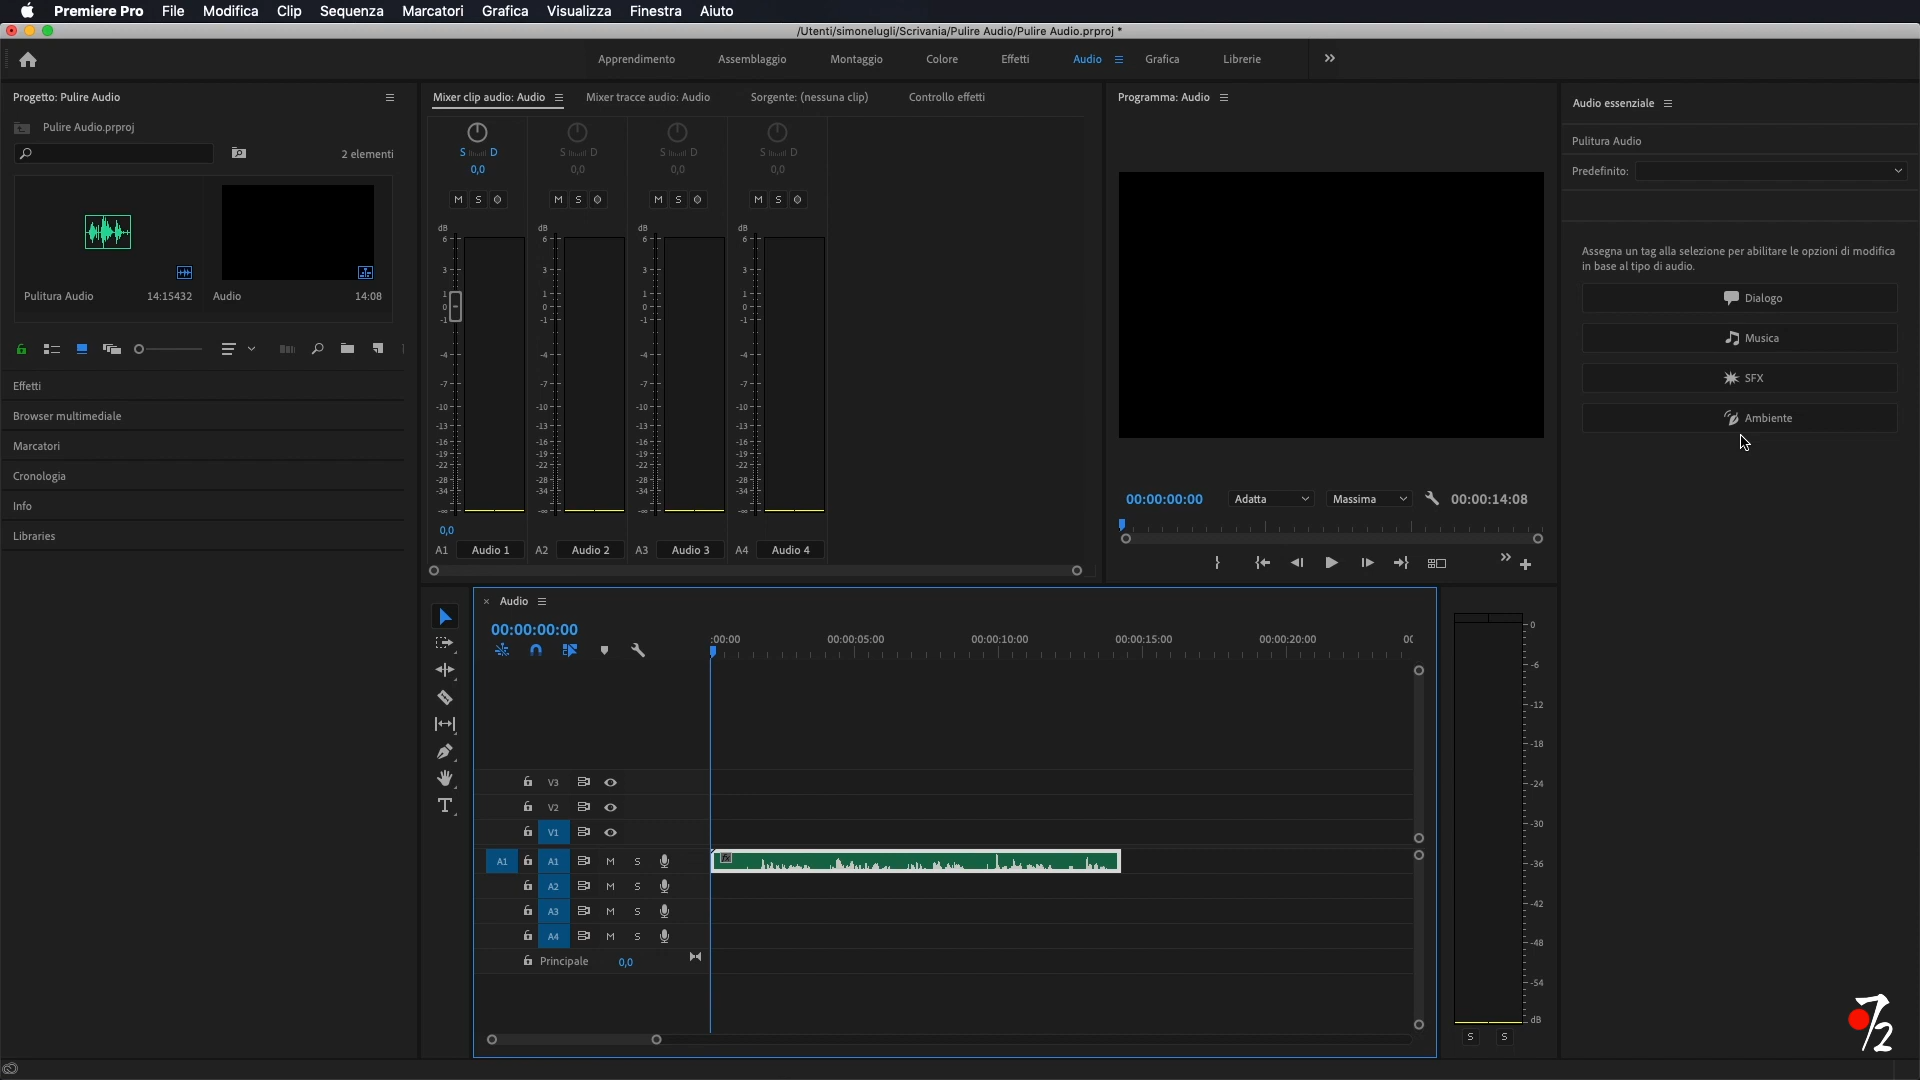 Premiere Pro File Modifica Clip Sequenza Marcatori Grafica Visualizza Finestra Aiuto
/Utenti/simonelugli/Scrivania/Pulire Audio/Pulire Audio.prproj *
Apprendimento Assemblaggio Montaggio Colore Effetti Audio Grafica Librerie
Progetto: Pulire Audio
Pulire Audio.prproj
2 elementi
Pulitura Audio 14:15432
Audio 14:08
Effetti
Browser multimediale
Marcatori
Cronologia
Info
Libraries
Mixer clip audio: Audio Mixer tracce audio: Audio Sorgente: (nessuna clip) Controllo effetti
S D S D S D S D
0,0 0,0 0,0 0,0
M S M S M S M S
dB dB dB dB
6 6 6 6
3 3 3 3
1 1 1 1
0 0 0 0
-1 -1 -1 -1
-4 -4 -4 -4
-7 -7 -7 -7
-10 -10 -10 -10
-13 -13 -13 -13
-16 -16 -16 -16
-19 -19 -19 -19
-22 -22 -22 -22
-28 -28 -28 -28
-34 -34 -34 -34
-∞ -∞ -∞ -∞
0,0
A1 Audio 1 A2 Audio 2 A3 Audio 3 A4 Audio 4
Programma: Audio
00:00:00:00 Adatta Massima 00:00:14:08
Audio essenziale
Pulitura Audio
Predefinito:
Assegna un tag alla selezione per abilitare le opzioni di modifica
in base al tipo di audio.
Dialogo
Musica
SFX
Ambiente
× Audio
00:00:00:00
:00:00 00:00:05:00 00:00:10:00 00:00:15:00 00:00:20:00 00
V3
V2
V1
A1 A1 M S
fx
A2 M S
A3 M S
A4 M S
Principale 0,0
0
-6
-12
-18
-24
-30
-36
-42
-48
-54
dB
S S
7/2